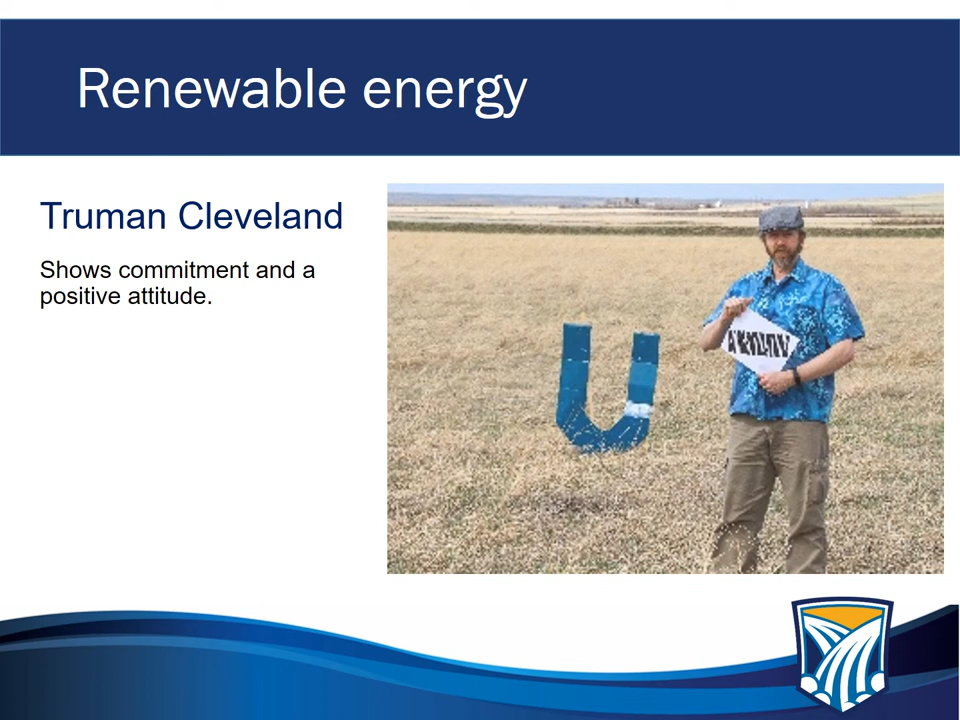 Renewable energy
Truman Cleveland
Shows commitment and a
positive attitude.
U